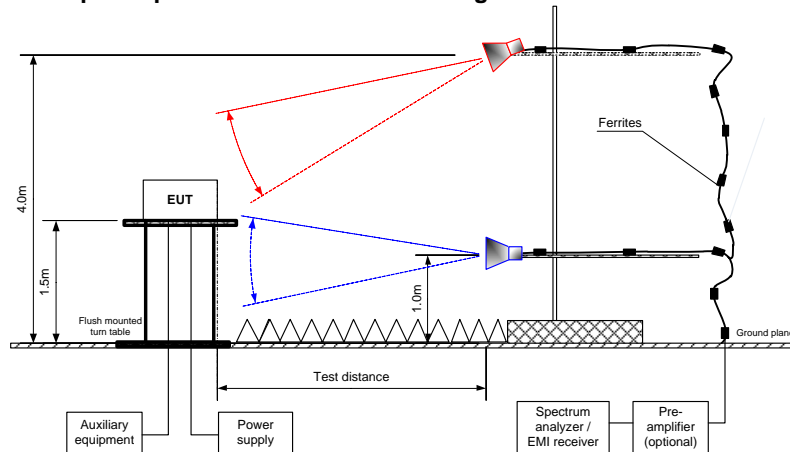 EUT
4.0m
1.5m
1.0m
Ferrites
Flush mounted
turn table
Ground plane
Test distance
Auxiliary
equipment
Power
supply
Spectrum
analyzer /
EMI receiver
Pre-
amplifier
(optional)